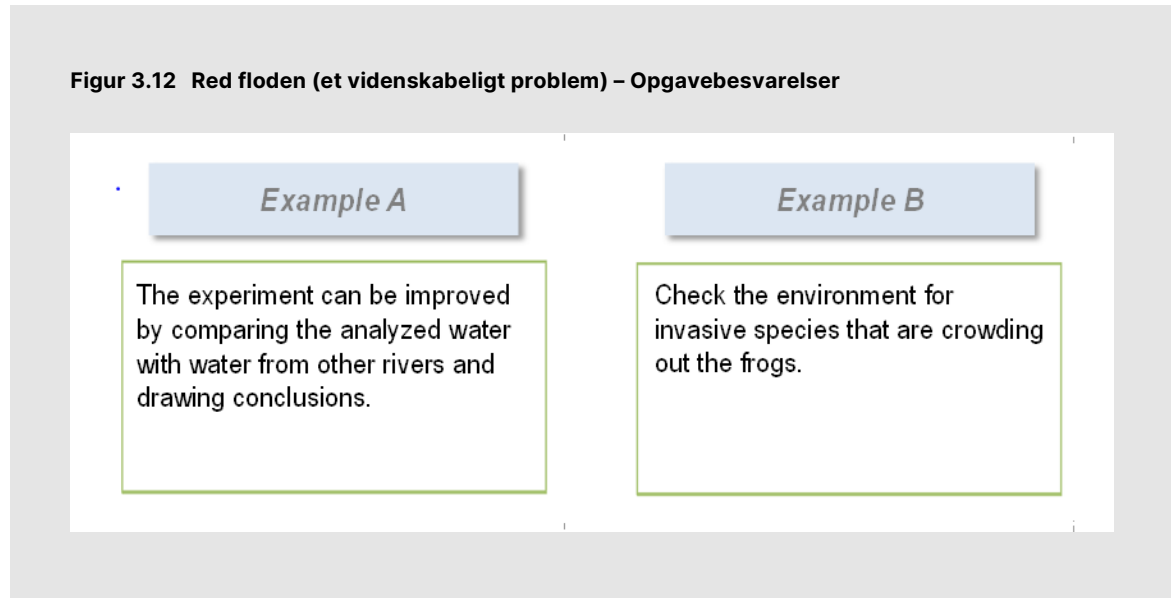 Figur 3.12 Red floden (et videnskabeligt problem) – Opgavebesvarelser
Example A
The experiment can be improved
by comparing the analyzed water
with water from other rivers and
drawing conclusions.
Example B
Check the environment for
invasive species that are crowding
out the frogs.